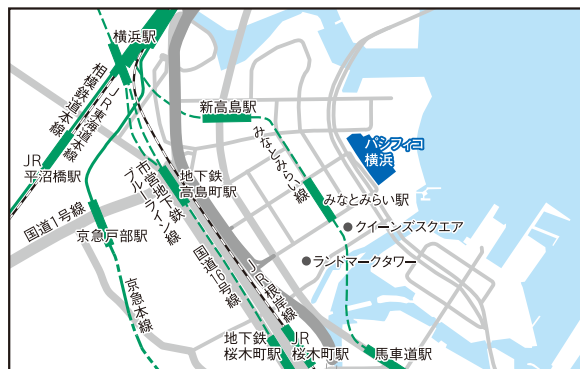 横浜駅
相模鉄道本線
JR東海道本線
新高島駅
みなとみらい線
パシフィコ
横浜
JR
平沼橋駅
市営地下鉄
ブルーライン線
地下鉄
高島町駅
みなとみらい駅
国道1号線
京急戸部駅
クイーンズスクエア
国道16号線
JR根岸線
ランドマークタワー
京急本線
地下鉄
桜木町駅
JR
桜木町駅
馬車道駅